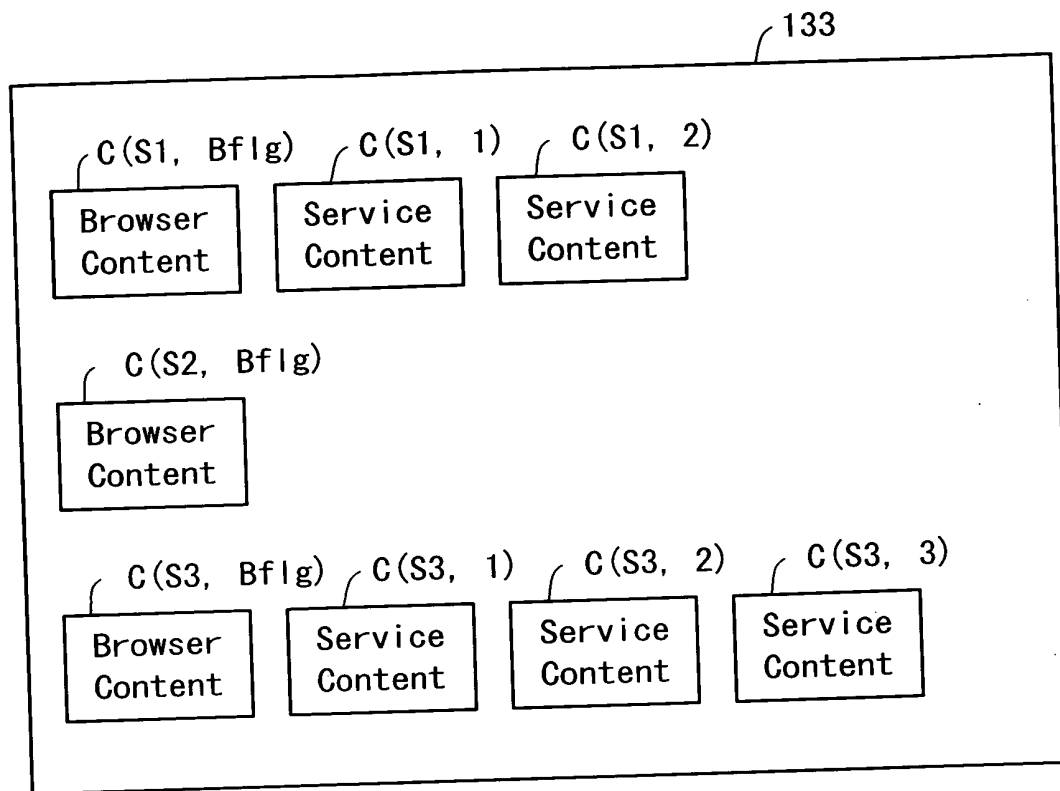 133
C(S1, Bflg) C(S1, 1) C(S1, 2)
Browser Service Service
Content Content Content
C(S2, Bflg)
Browser
Content
C(S3, Bflg) C(S3, 1) C(S3, 2) C(S3, 3)
Browser Service Service Service
Content Content Content Content